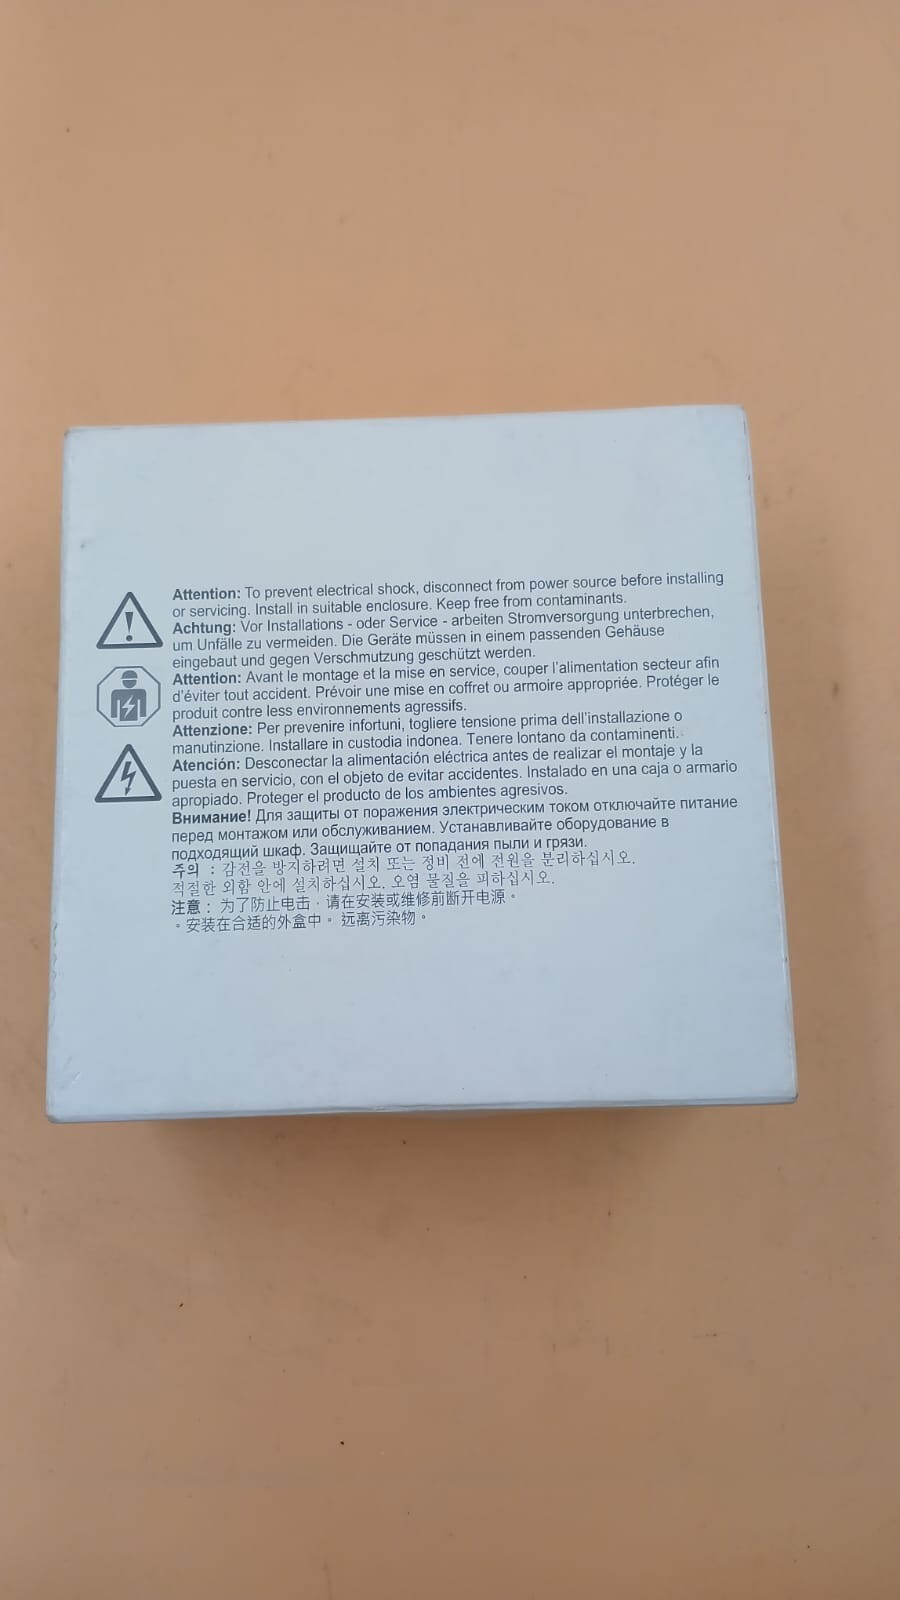 Attention: To prevent electrical shock, disconnect from power source before installing
or servicing. Install in suitable enclosure. Keep free from contaminants.
Achtung: Vor Installations - oder Service - arbeiten Stromversorgung unterbrechen,
um Unfälle zu vermeiden. Die Geräte müssen in einem passenden Gehäuse
eingebaut und gegen Verschmutzung geschützt werden.
Attention: Avant le montage et la mise en service, couper l'alimentation secteur afin
d'éviter tout accident. Prévoir une mise en coffret ou armoire appropriée. Protéger le
produit contre less environnements agressifs.
Attenzione: Per prevenire infortuni, togliere tensione prima dell'installazione o
manutinzione. Installare in custodia indonea. Tenere lontano da contaminenti.
Atención: Desconectar la alimentación eléctrica antes de realizar el montaje y la
puesta en servicio, con el objeto de evitar accidentes. Instalado en una caja o armario
apropiado. Proteger el producto de los ambientes agresivos.
Внимание! Для защиты от поражения электрическим током отключайте питание
перед монтажом или обслуживанием. Устанавливайте оборудование в
подходящий шкаф. Защищайте от попадания пыли и грязи.
주의 : 감전을 방지하려면 설치 또는 정비 전에 전원을 분리하십시오.
적절한 외함 안에 설치하십시오. 오염 물질을 피하십시오.
注意： 为了防止电击，请在安装或维修前断开电源。
。安装在合适的外盒中。 远离污染物。